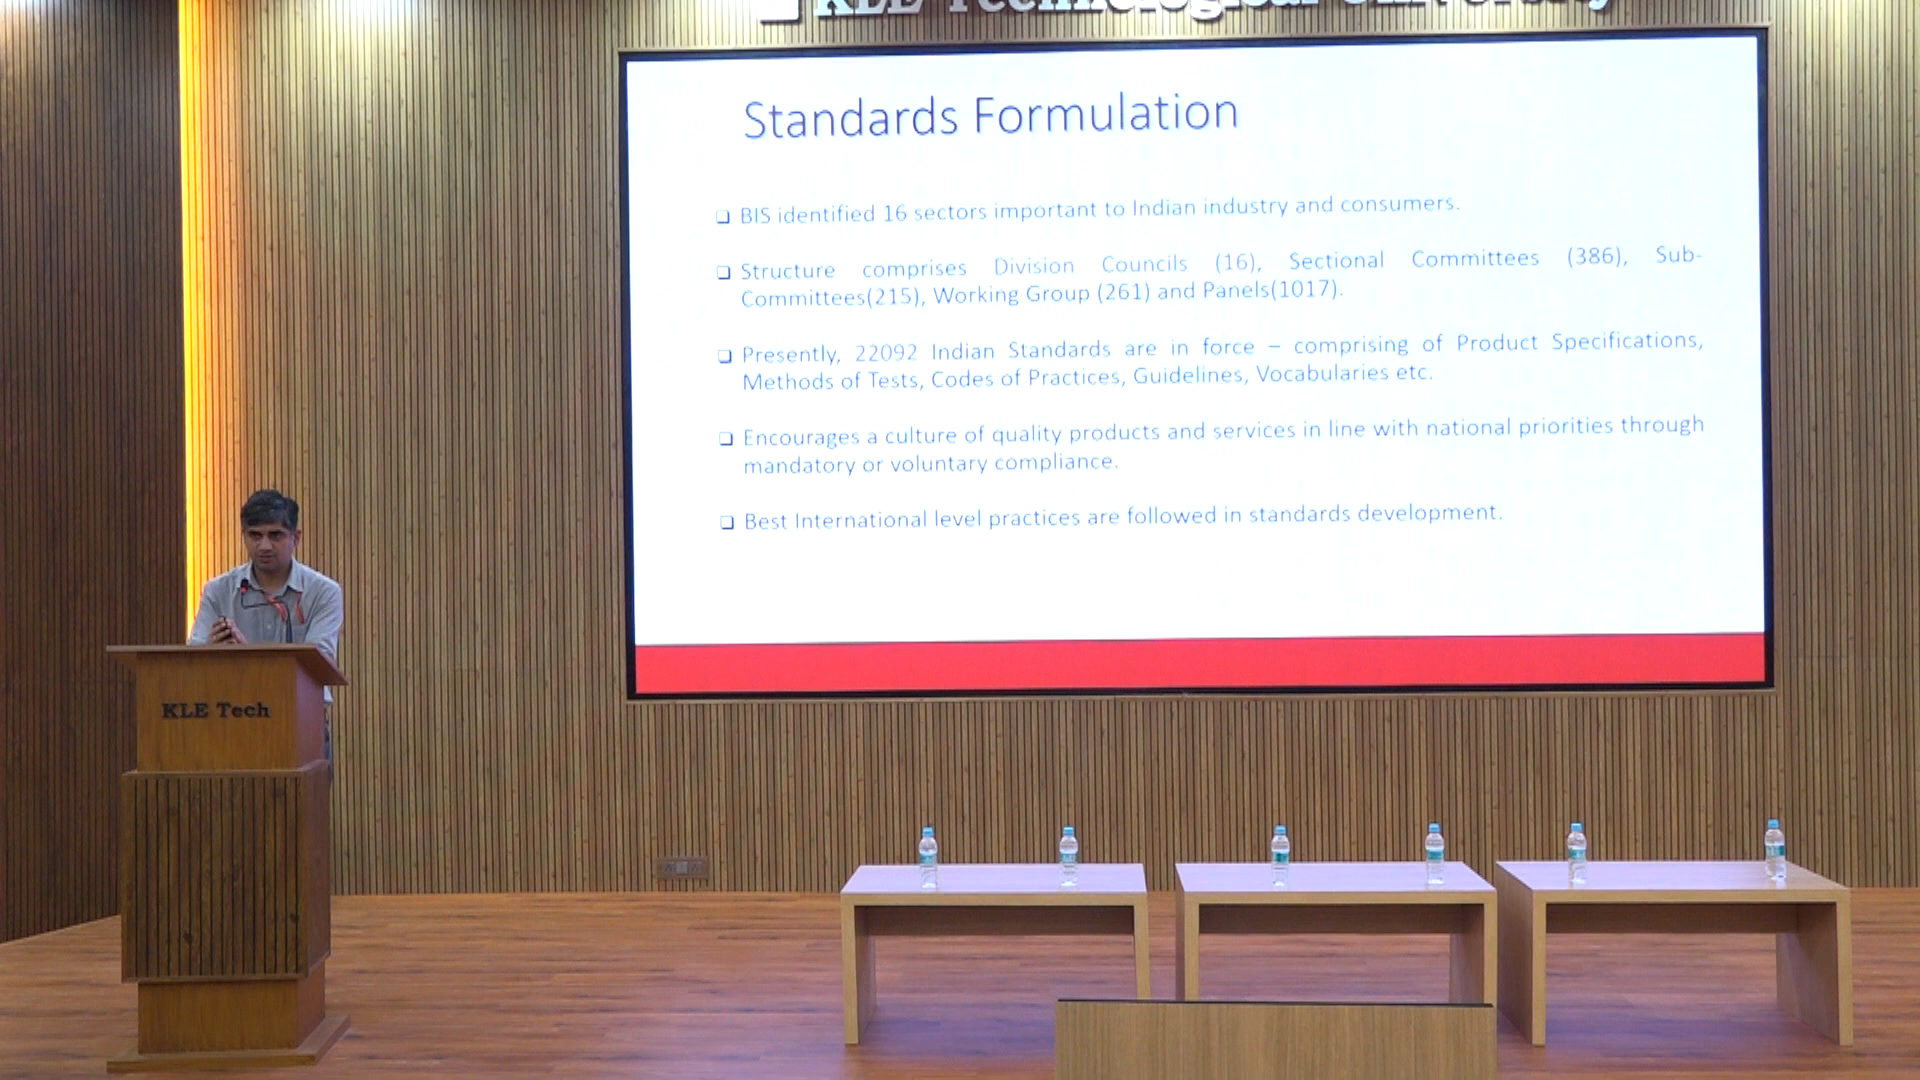 KLE Technological University
Standards Formulation
❑ BIS identified 16 sectors important to Indian industry and consumers.
❑ Structure comprises Division Councils (16), Sectional Committees (386), Sub-
Committees(215), Working Group (261) and Panels(1017).
❑ Presently, 22092 Indian Standards are in force – comprising of Product Specifications,
Methods of Tests, Codes of Practices, Guidelines, Vocabularies etc.
❑ Encourages a culture of quality products and services in line with national priorities through
mandatory or voluntary compliance.
❑ Best International level practices are followed in standards development.
KLE Tech